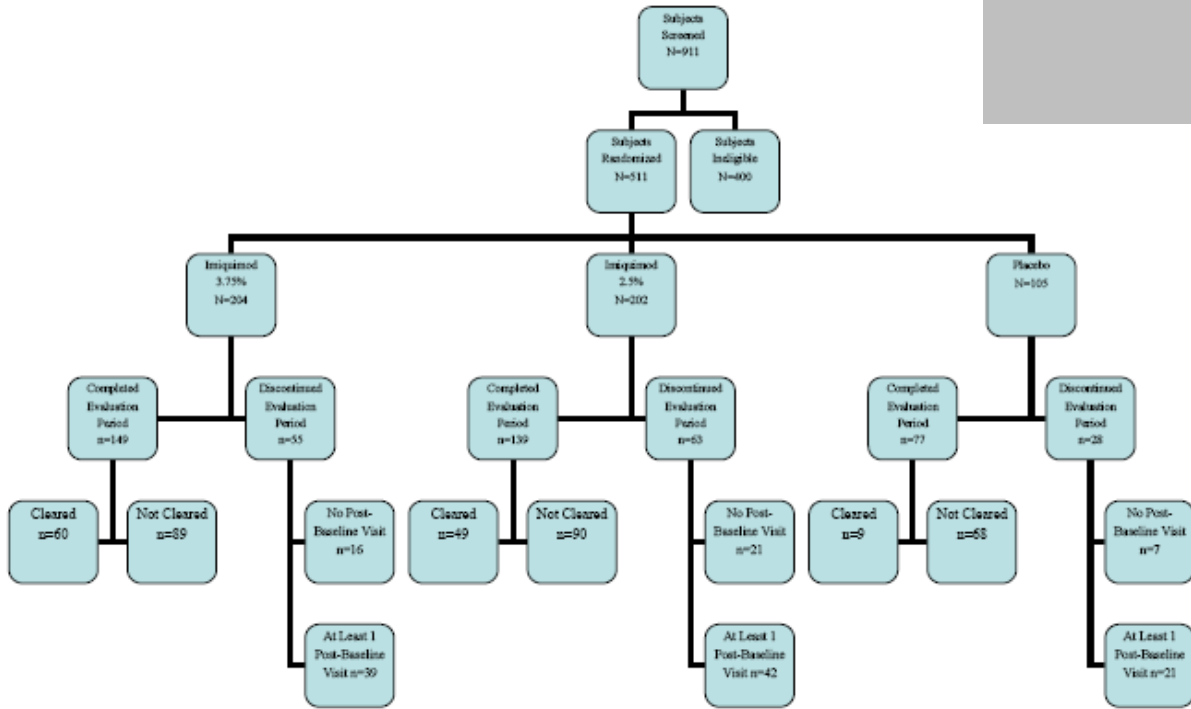 Subjects
Screened
N=911
Subjects
Randomized
N=511
Subjects
Ineligible
N=400
Imiquimod
3.75%
N=204
Imiquimod
2.5%
N=202
Placebo
N=105
Completed
Evaluation
Period
n=149
Discontinued
Evaluation
Period
n=55
Completed
Evaluation
Period
n=139
Discontinued
Evaluation
Period
n=63
Completed
Evaluation
Period
n=77
Discontinued
Evaluation
Period
n=28
Cleared
n=60
Not Cleared
n=89
No Post-
Baseline Visit
n=16
Cleared
n=49
Not Cleared
n=90
No Post-
Baseline Visit
n=21
Cleared
n=9
Not Cleared
n=68
No Post-
Baseline Visit
n=7
At Least 1
Post-Baseline
Visit n=39
At Least 1
Post-Baseline
Visit n=42
At Least 1
Post-Baseline
Visit n=21